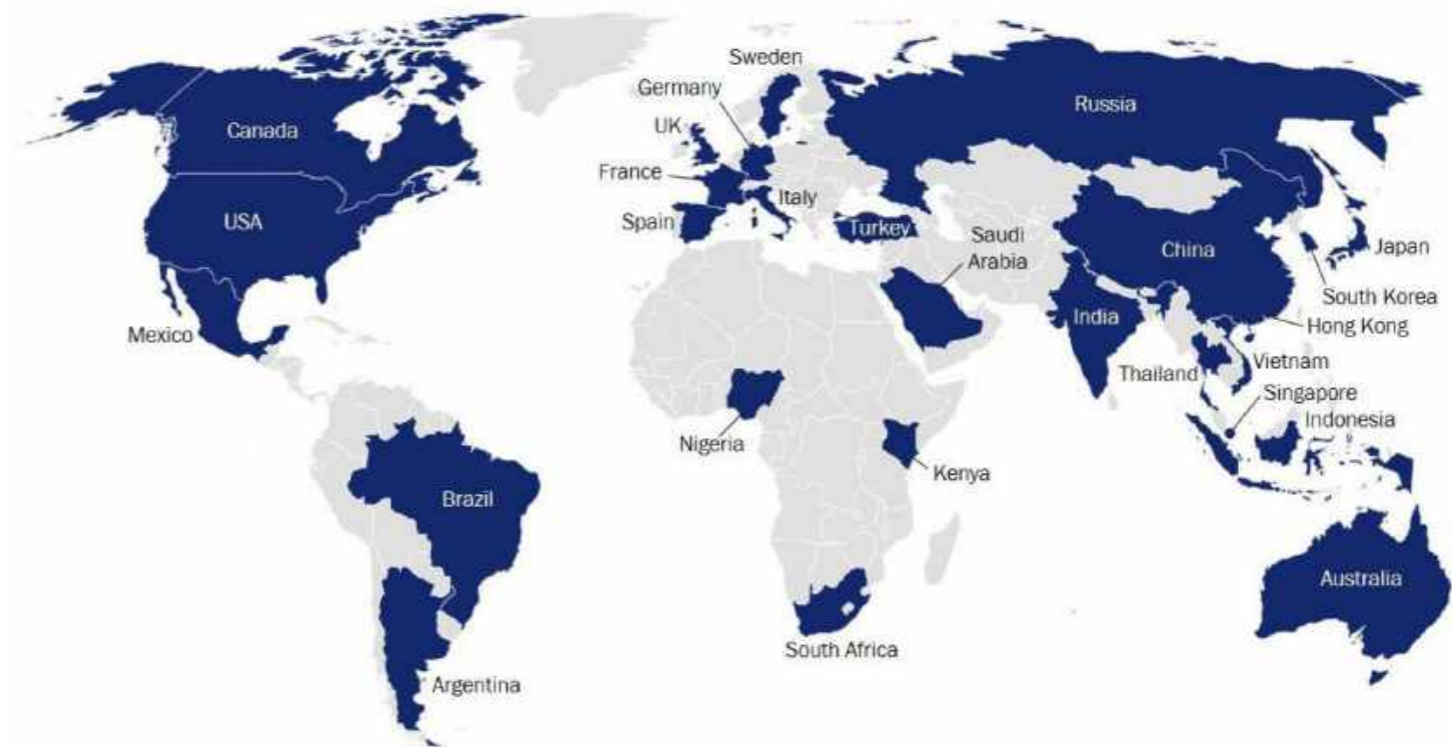 Sweden
Germany
Russia
Canada
UK
France
Italy
USA
Spain
Turkey
Saudi
Arabia
China
Japan
South Korea
Mexico
India
Hong Kong
Vietnam
Thailand
Singapore
Indonesia
Nigeria
Kenya
Brazil
Australia
South Africa
Argentina